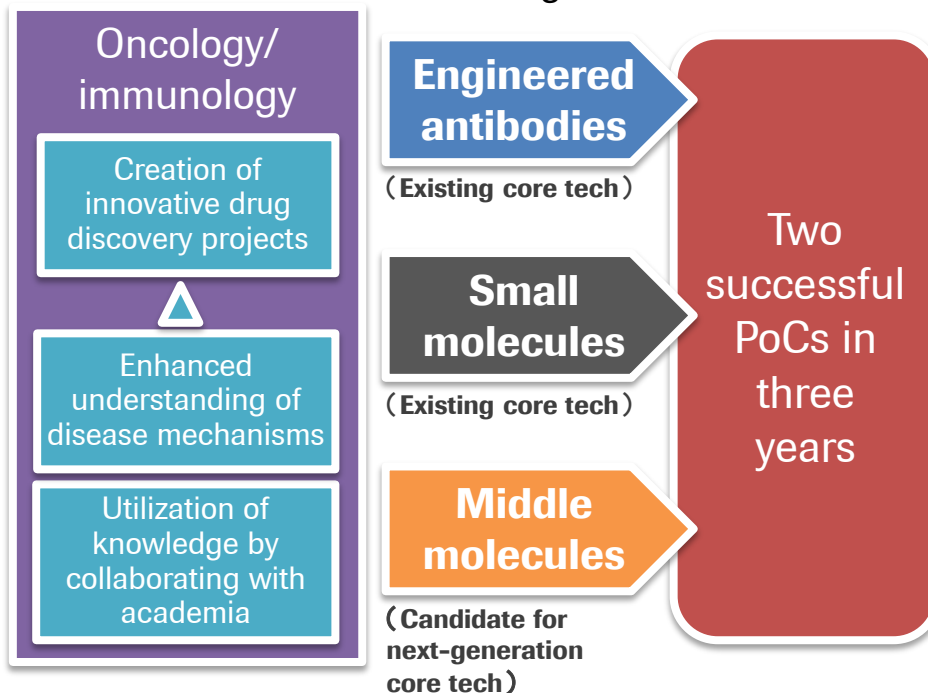 Oncology/
immunology
Creation of
innovative drug
discovery projects
Enhanced
understanding of
disease mechanisms
Utilization of
knowledge by
collaborating with
academia
Engineered
antibodies
（Existing core tech）
Small
molecules
（Existing core tech）
Middle
molecules
（Candidate for
next-generation
core tech）
Two
successful
PoCs in
three
years